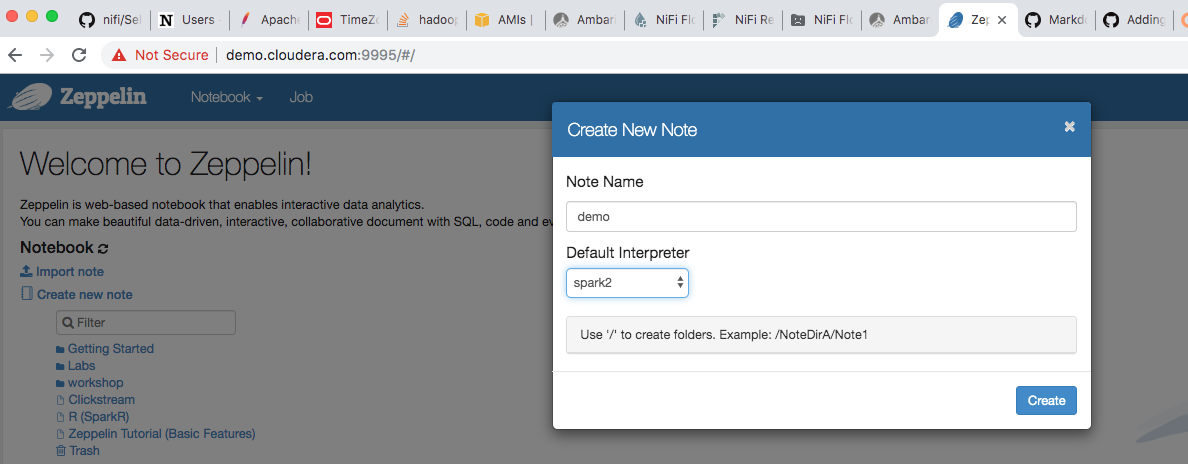 nifi/Sel
Users -
Apache
TimeZo
hadoop
AMIs |
Ambari
NiFi Flo
NiFi Re
NiFi Flo
Ambari
Zep
Markdo
Adding
Not Secure
demo.cloudera.com:9995/#/
Zeppelin
Notebook
Job
Create New Note
Welcome to Zeppelin!
Note Name
Zeppelin is web-based notebook that enables interactive data analytics.
demo
You can make beautiful data-driven, interactive, collaborative document with SQL, code and ev
Notebook
Default Interpreter
Import note
spark2
Create new note
Filter
Use '/' to create folders. Example: /NoteDirA/Note1
Getting Started
Labs
workshop
Clickstream
Create
R (SparkR)
Zeppelin Tutorial (Basic Features)
Trash